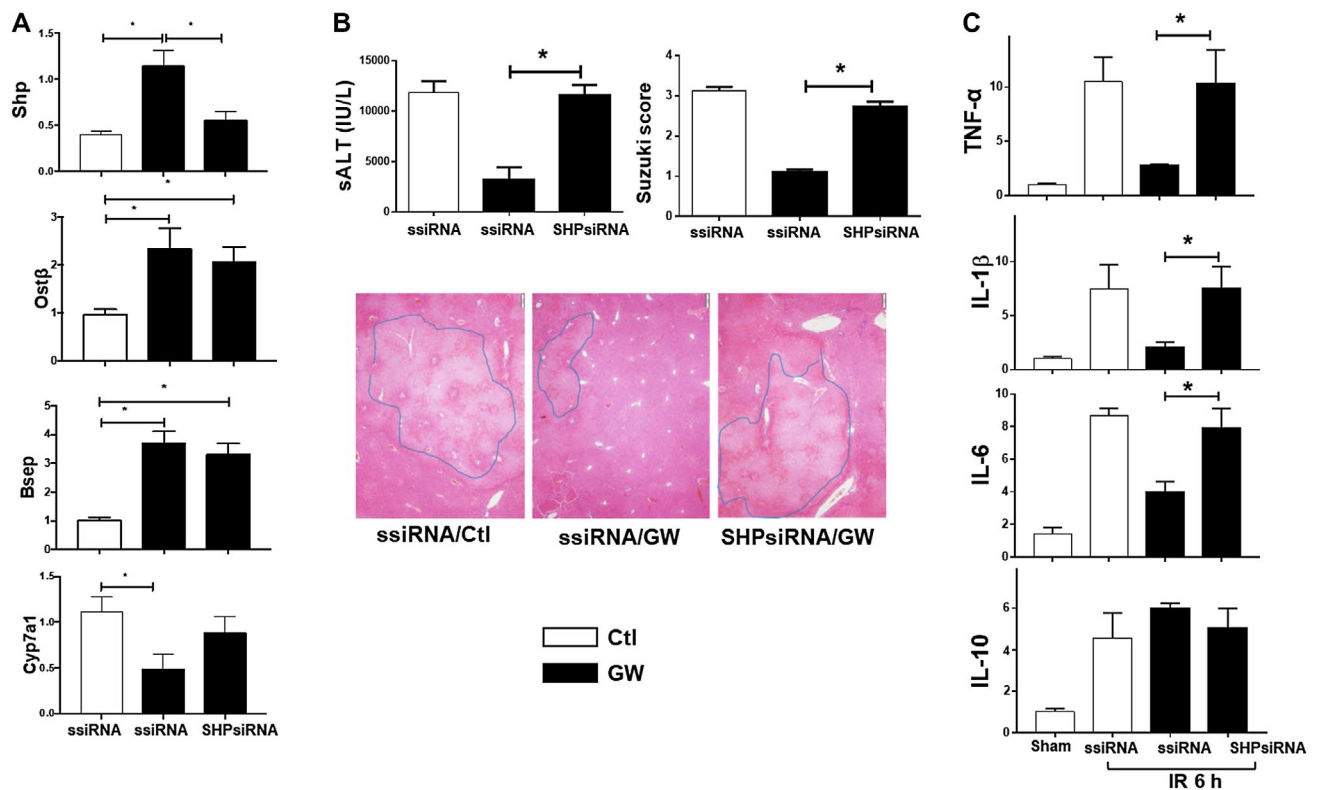 A
*
*
1.5
1.0
0.5
0.0
Shp
*
*
3
2
1
0
Ostβ
*
*
5
4
3
2
1
0
Bsep
*
1.5
1.0
0.5
0.0
Cyp7a1
ssiRNA ssiRNA SHPsiRNA
B
*
15000
10000
5000
0
sALT (IU/L)
ssiRNA ssiRNA SHPsiRNA
*
4
3
2
1
0
Suzuki score
ssiRNA ssiRNA SHPsiRNA
ssiRNA/Ctl ssiRNA/GW SHPsiRNA/GW
Ctl
GW
C
*
10
5
0
TNF-α
*
10
5
0
IL-1β
*
10
8
6
4
2
0
IL-6
6
4
2
0
IL-10
Sham ssiRNA ssiRNA SHPsiRNA
IR 6 h